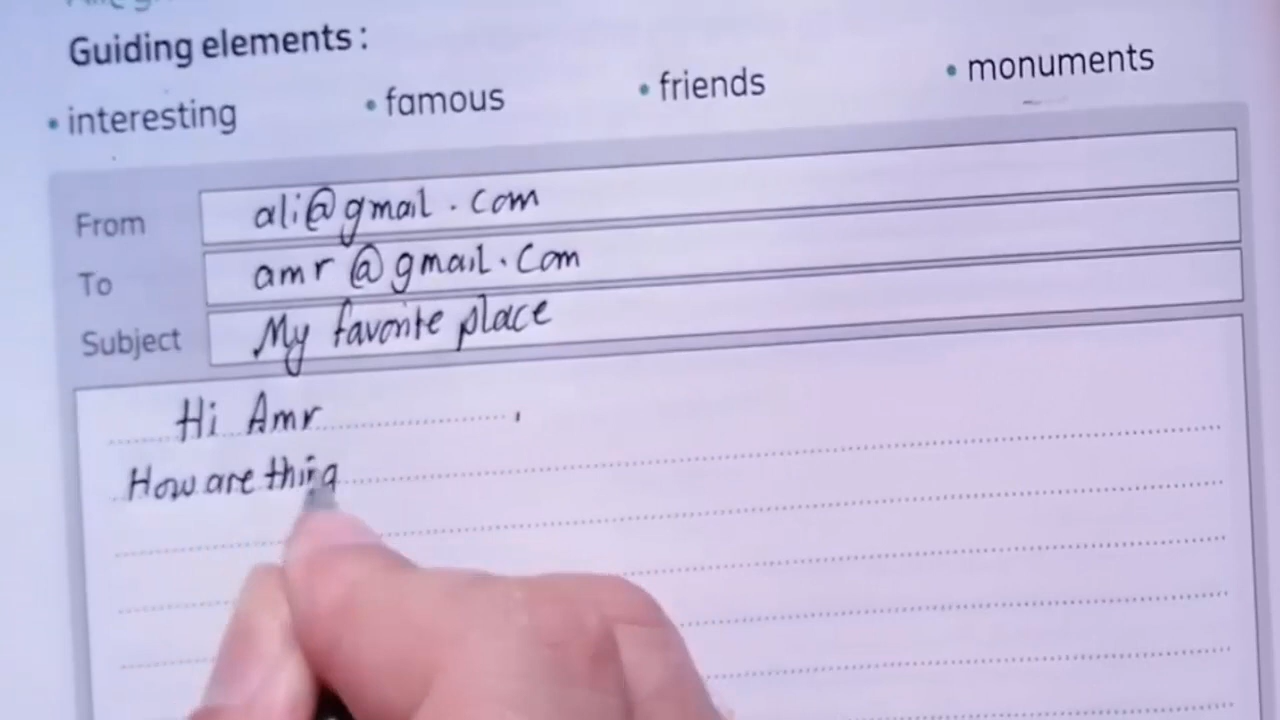 Guiding elements :
• interesting • famous • friends • monuments
From ali@gmail.com
To amr@gmail.Com
Subject My favorite place
Hi Amr ,
How are thing